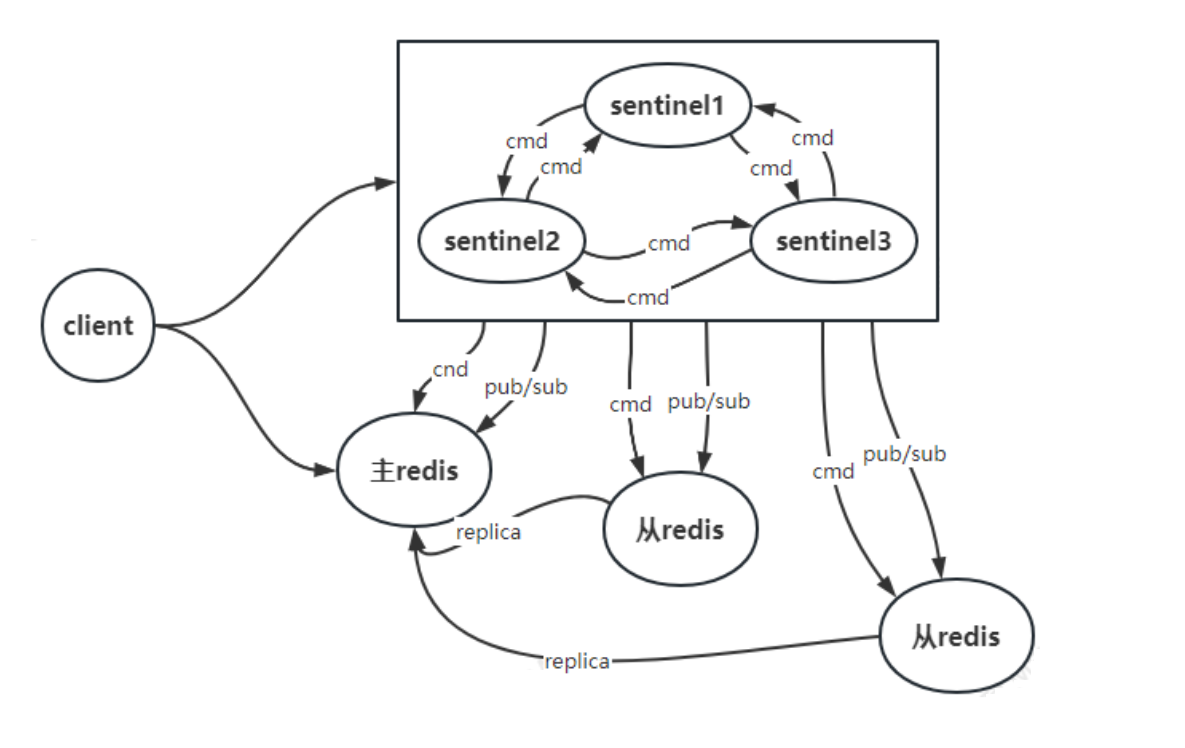 sentinel1
cmd
cmd
cmd
cmd
sentinel2
cmd
sentinel3
cmd
client
cnd
pub/sub
cmd
pub/sub
cmd
pub/sub
主redis
replica
从redis
从redis
replica